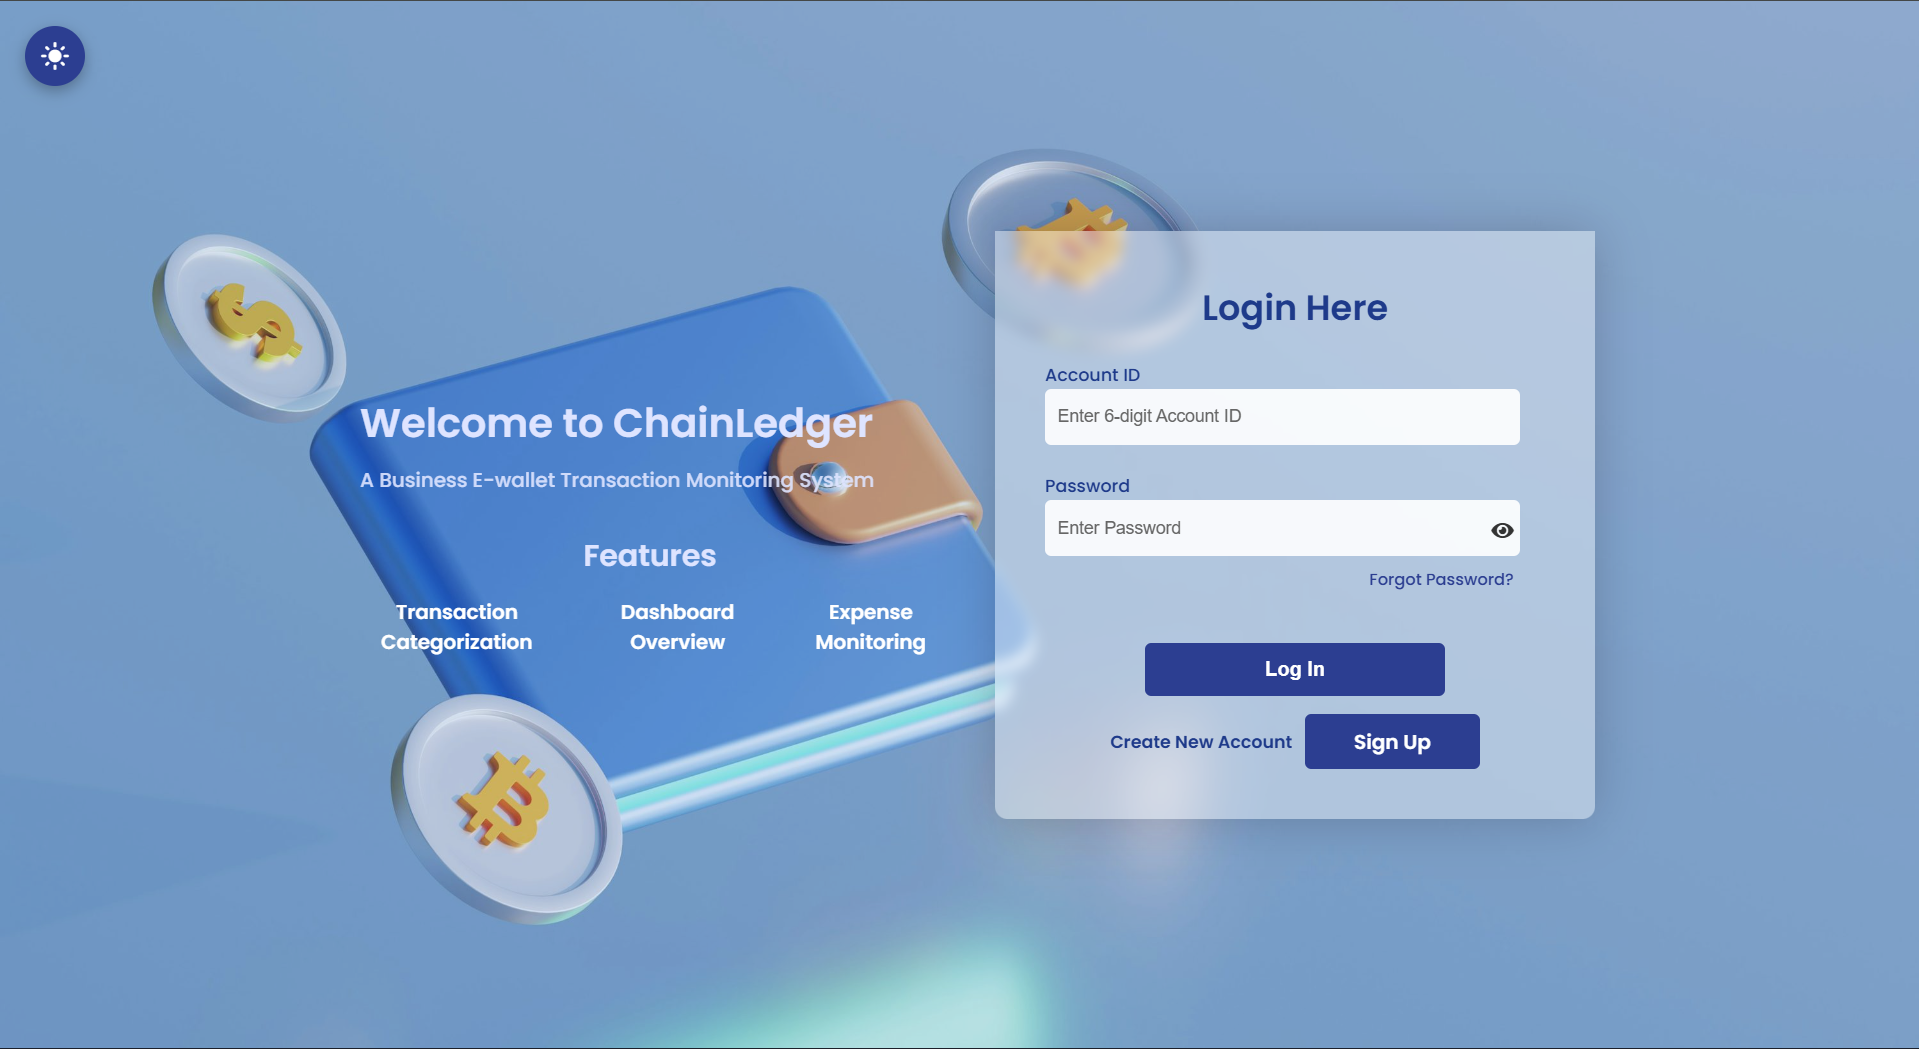 Welcome to ChainLedger
A Business E-wallet Transaction Monitoring System
Features
Transaction
Categorization
Dashboard
Overview
Expense
Monitoring
Login Here
Account ID
Enter 6-digit Account ID
Password
Enter Password
Forgot Password?
Log In
Create New Account
Sign Up